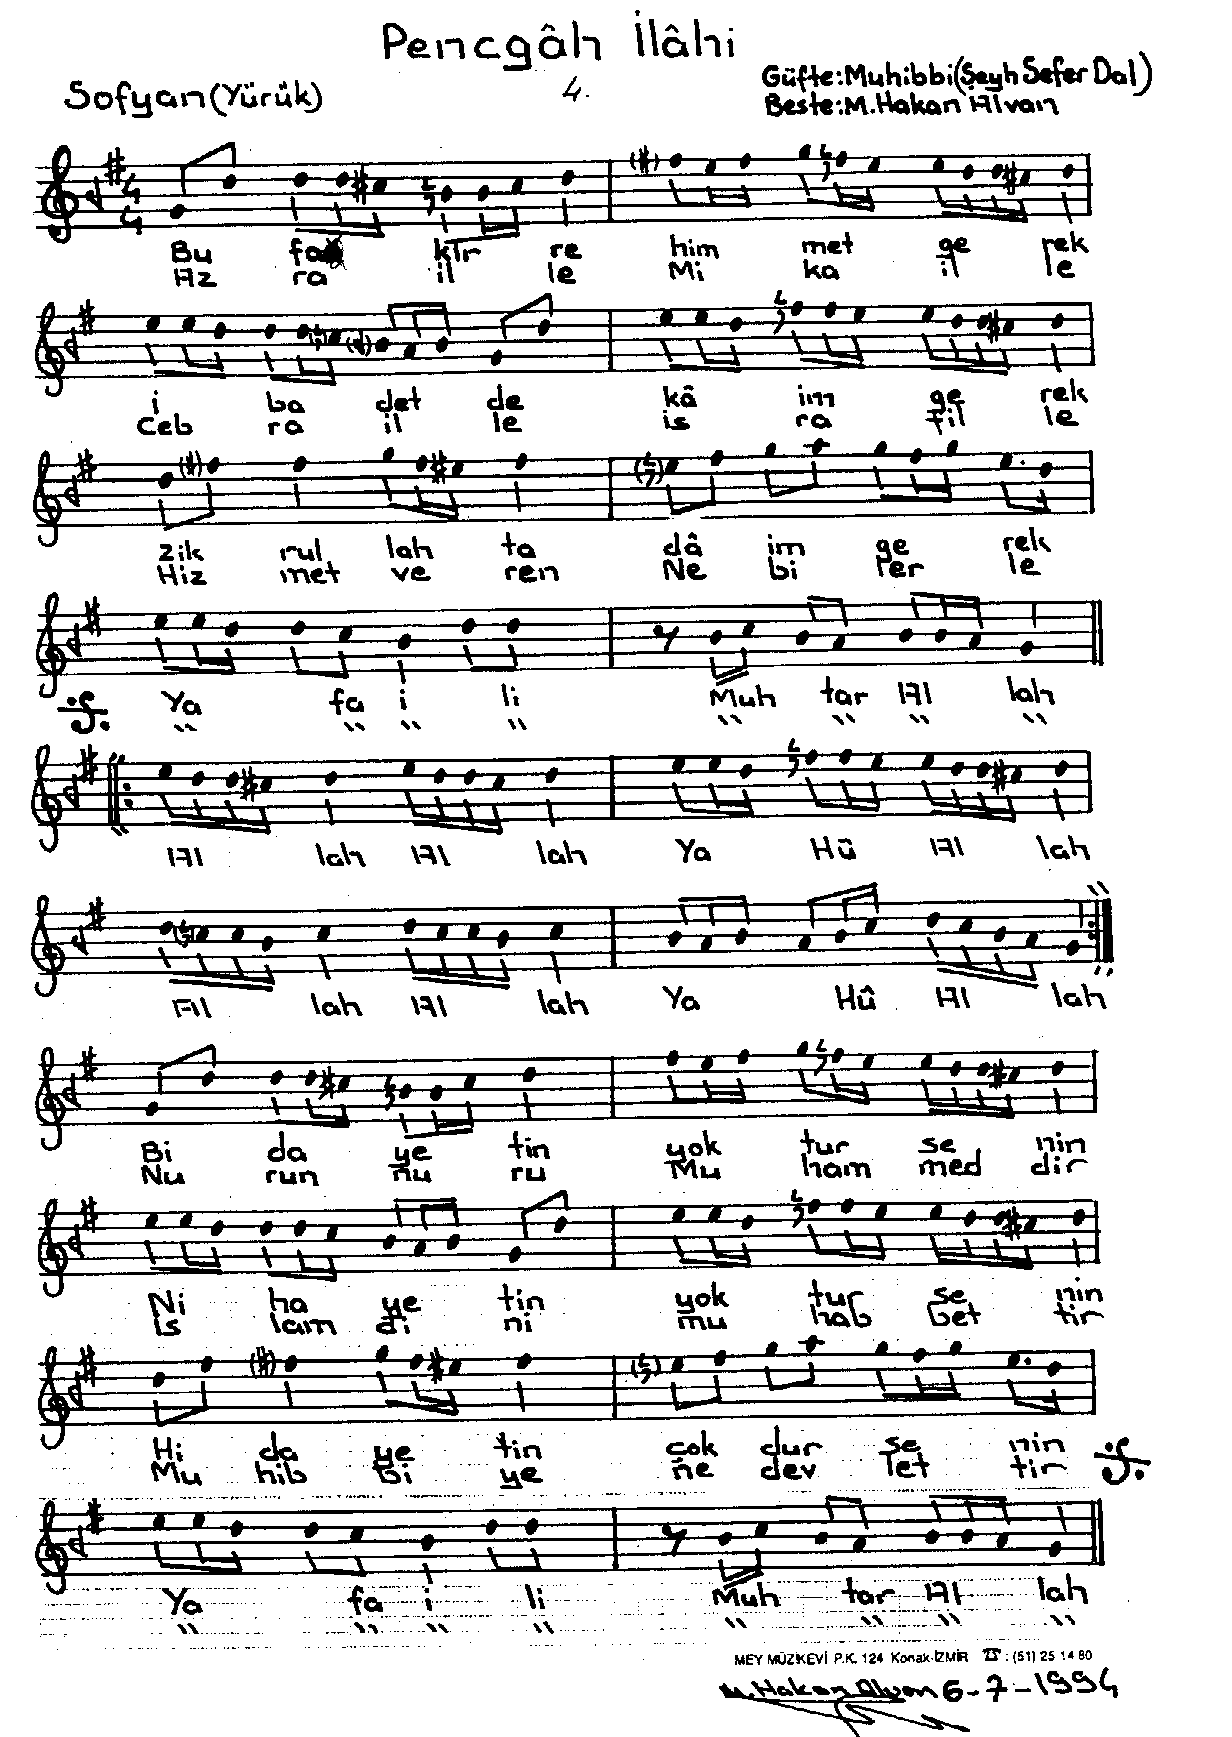 Pencgâh İlâhi
Sofyan (Yürük)
4.
Güfte: Muhibbi (Şeyh Sefer Dal)
Beste: M. Hakan Alvan
4
4
Bu fa kır re him met ge rek
Az ra il le Mi ka il le
i ba det de kâ im ge rek
Ceb ra il le is ra fil le
zik rul lah ta dâ im ge rek
Hiz met ve ren Ne bi ler le
Ya fa i li Muh tar Al lah
" " " " " " " "
Al lah Al lah Ya Hû Al lah
Al lah Al lah Ya Hû Al lah
Bi da ye tin yok tur se nin
Nu run nu ru Mu ham med dir
Ni ha ye tin yok tur se nin
İs lam di ni mu hab bet tir
Hi da ye tin çok dur se nin
Mu hib bi ye ne dev let tir
Ya fa i li Muh tar Al lah
" " " " " " " "
MEY MÜZİKEVİ P.K. 124 Konak-İZMİR ☎ : (51) 25 14 80
M. Hakan Alvan 6-7-1994